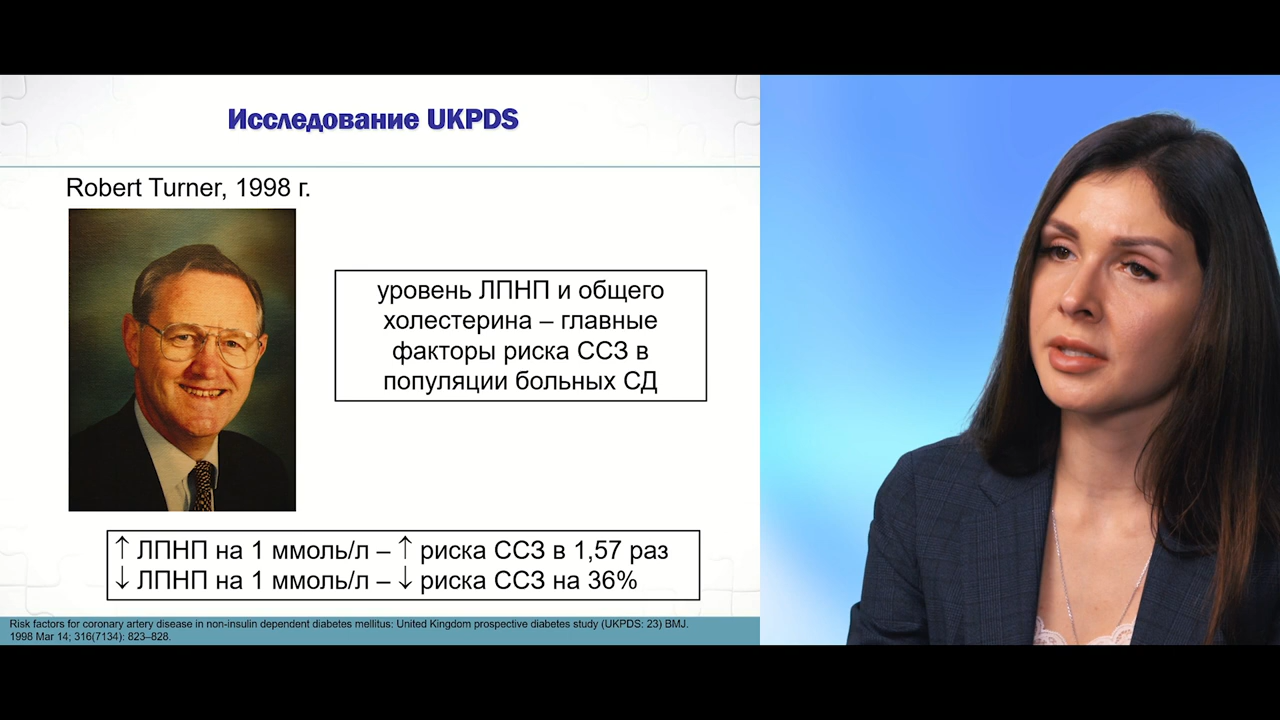 Исследование UKPDS
Robert Turner, 1998 г.
уровень ЛПНП и общего
холестерина – главные
факторы риска ССЗ в
популяции больных СД
↑ ЛПНП на 1 ммоль/л – ↑ риска ССЗ в 1,57 раз
↓ ЛПНП на 1 ммоль/л – ↓ риска ССЗ на 36%
Risk factors for coronary artery disease in non-insulin dependent diabetes mellitus: United Kingdom prospective diabetes study (UKPDS: 23) BMJ.
1998 Mar 14; 316(7134): 823–828.